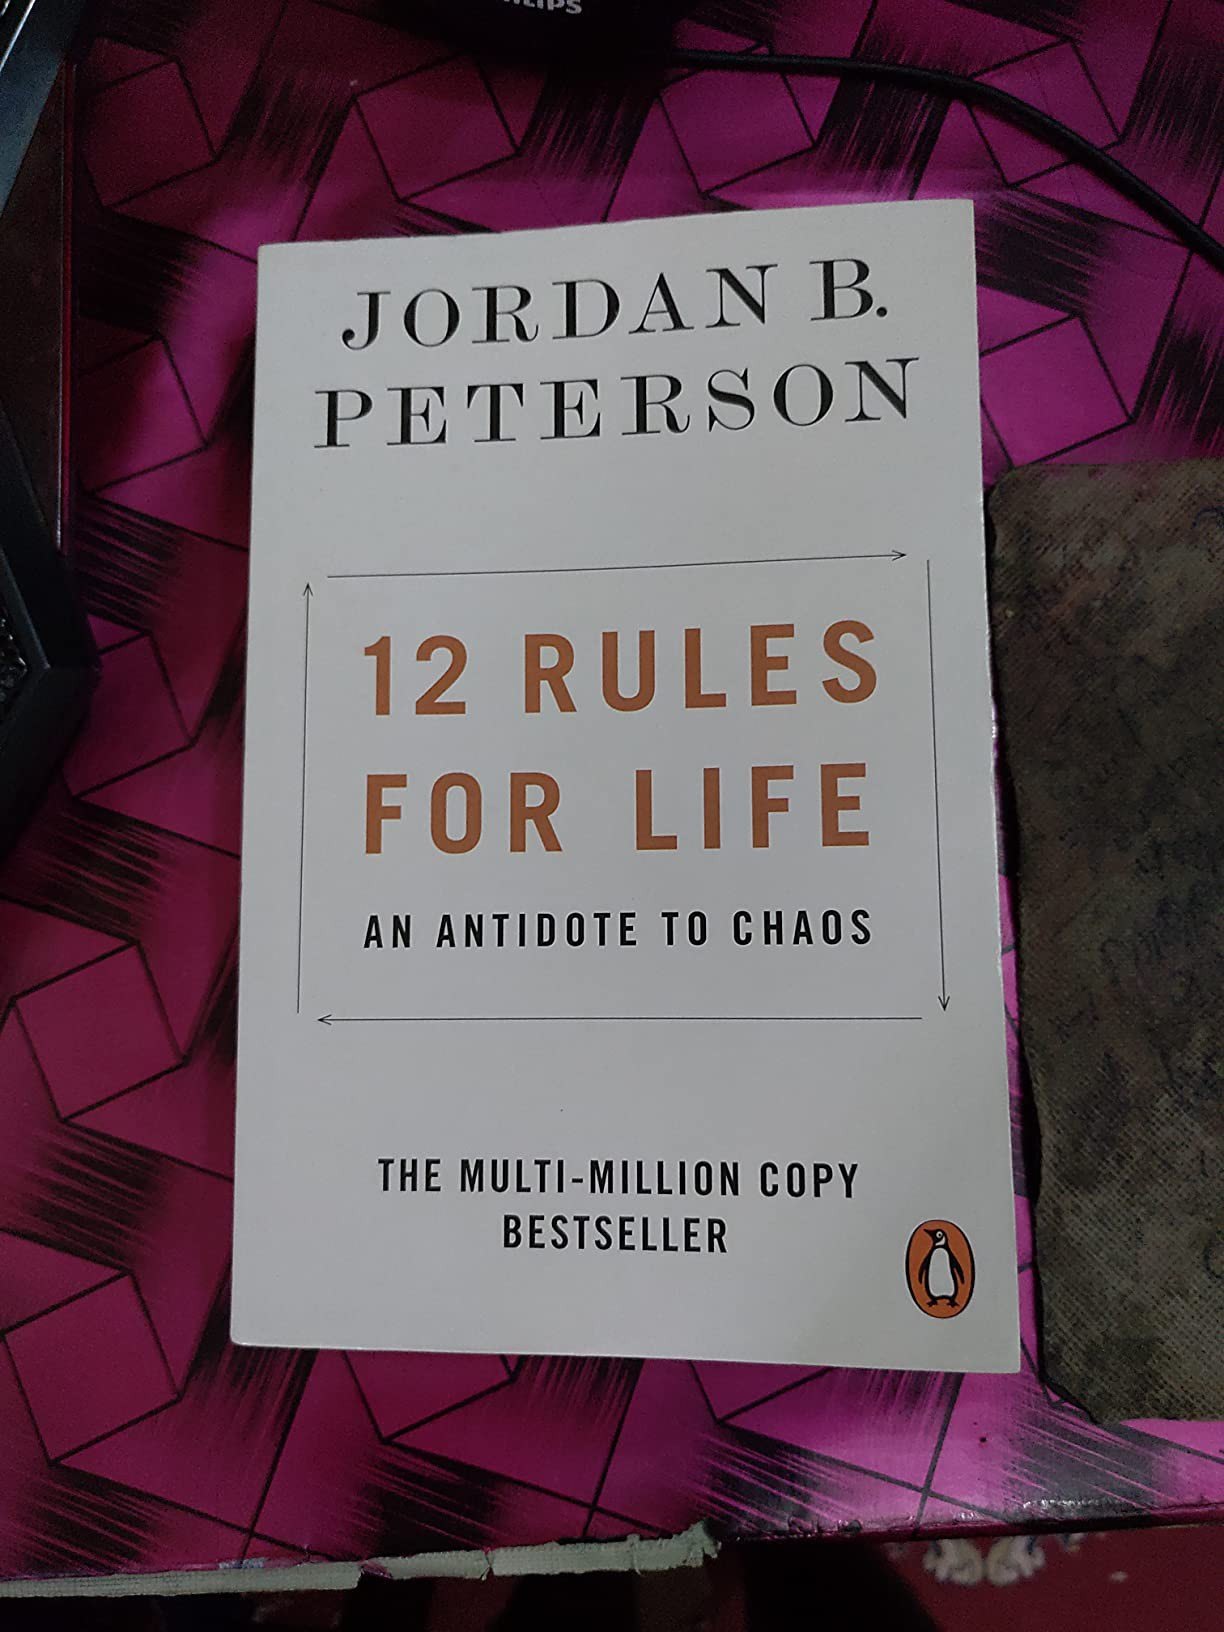 JORDAN B.
PETERSON
12 RULES
FOR LIFE
AN ANTIDOTE TO CHAOS
THE MULTI-MILLION COPY
BESTSELLER